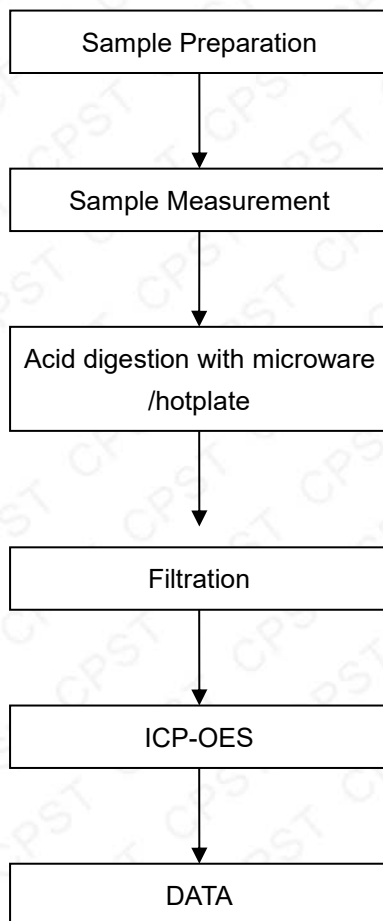 Sample Preparation
Sample Measurement
Acid digestion with microware
/hotplate
Filtration
ICP-OES
DATA